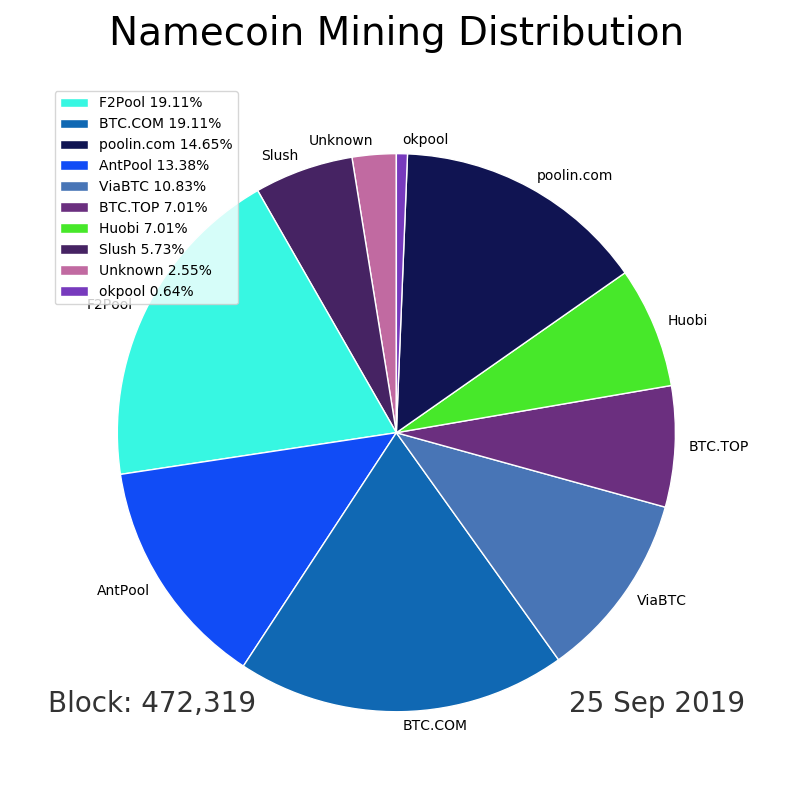 Namecoin Mining Distribution
F2Pool 19.11%
BTC.COM 19.11%
poolin.com 14.65%
AntPool 13.38%
ViaBTC 10.83%
BTC.TOP 7.01%
Huobi 7.01%
Slush 5.73%
Unknown 2.55%
okpool 0.64%
Unknown
okpool
Slush
poolin.com
F2Pool
Huobi
BTC.TOP
AntPool
ViaBTC
BTC.COM
Block: 472,319
25 Sep 2019